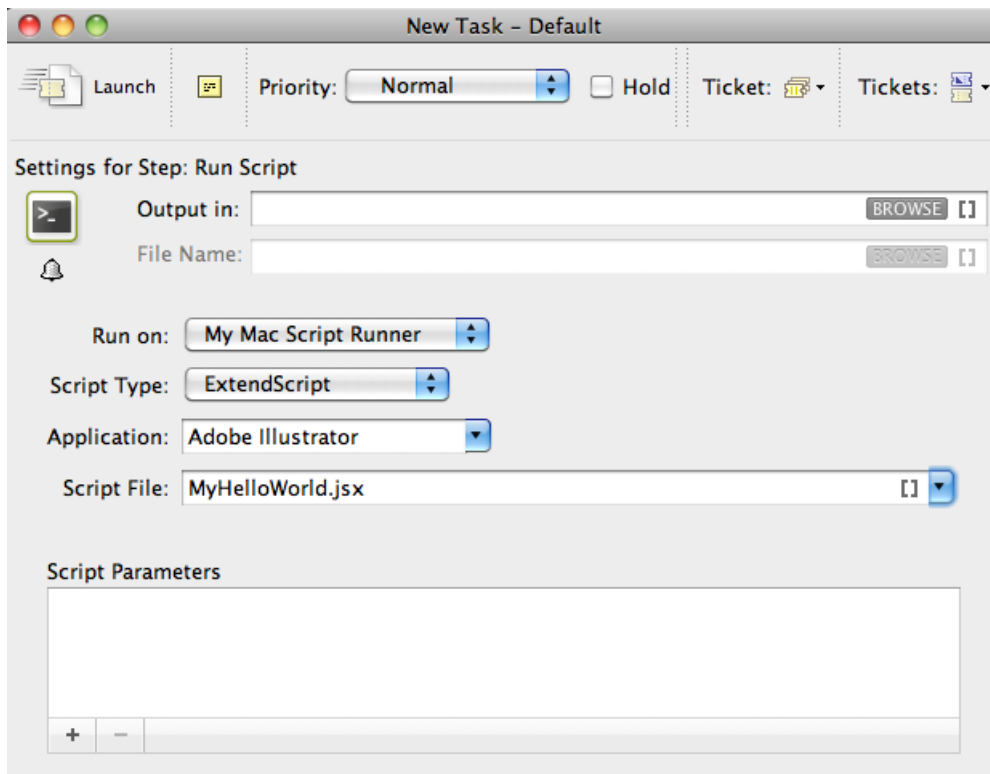 New Task – Default
Launch Priority: Normal Hold Ticket: Tickets:
Settings for Step: Run Script
Output in: BROWSE []
File Name: BROWSE []
Run on: My Mac Script Runner
Script Type: ExtendScript
Application: Adobe Illustrator
Script File: MyHelloWorld.jsx []
Script Parameters
+ −